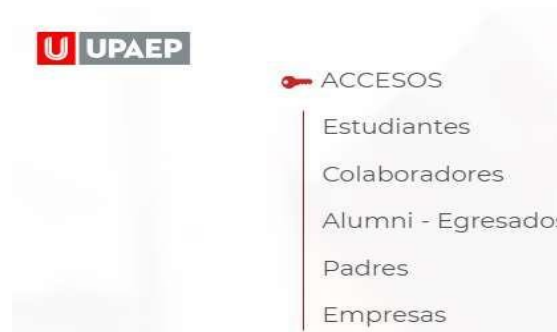 U UPAEP
ACCESOS
Estudiantes
Colaboradores
Alumni - Egresados
Padres
Empresas